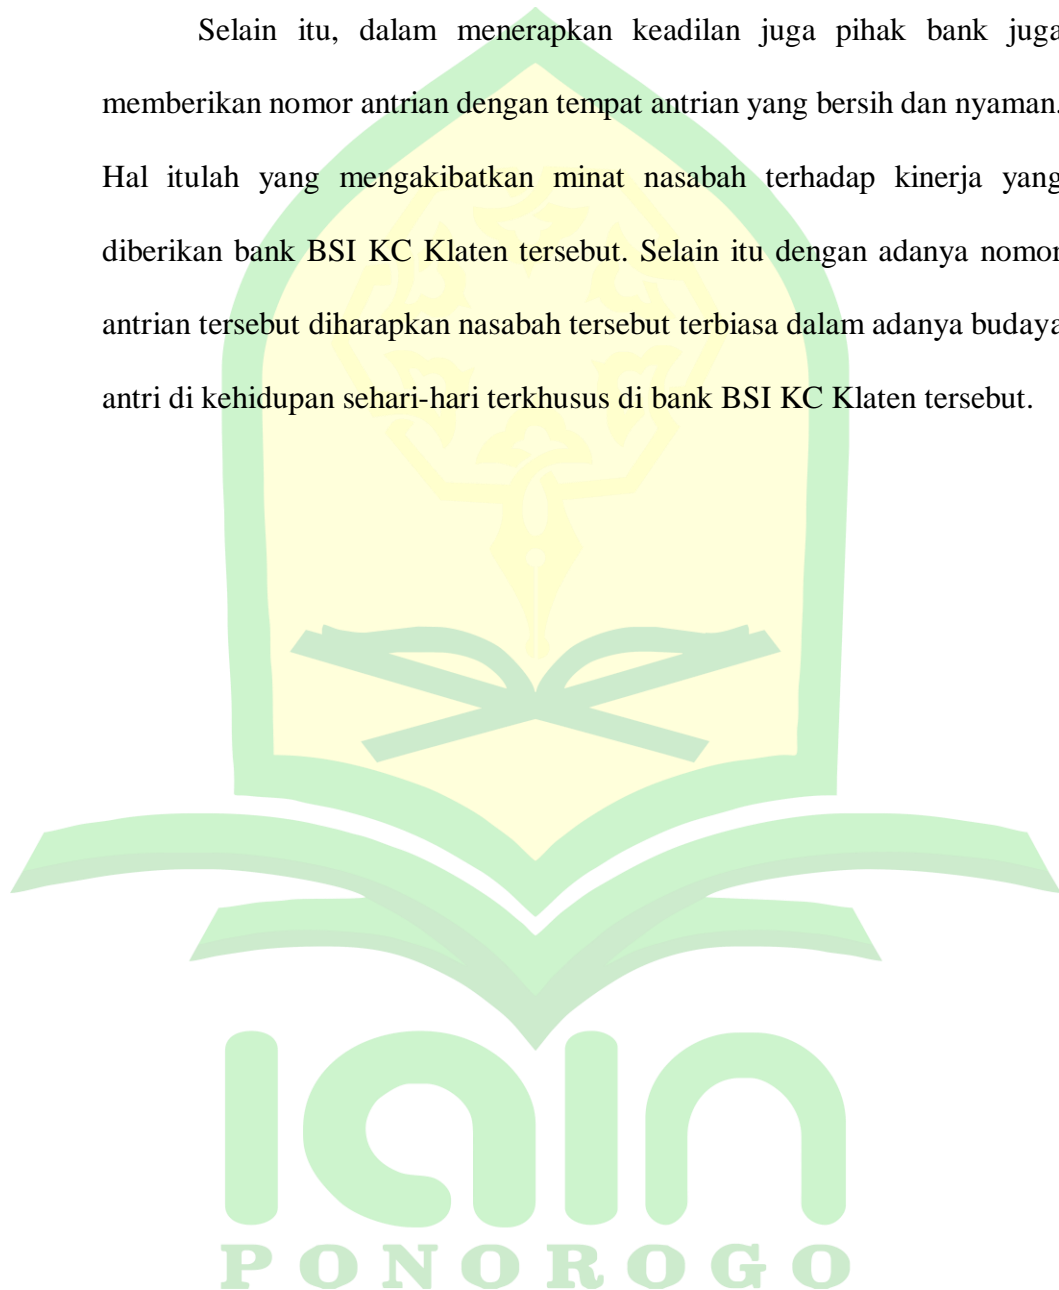 Selain itu, dalam menerapkan keadilan juga pihak bank juga
memberikan nomor antrian dengan tempat antrian yang bersih dan nyaman.
Hal itulah yang mengakibatkan minat nasabah terhadap kinerja yang
diberikan bank BSI KC Klaten tersebut. Selain itu dengan adanya nomor
antrian tersebut diharapkan nasabah tersebut terbiasa dalam adanya budaya
antri di kehidupan sehari-hari terkhusus di bank BSI KC Klaten tersebut.
IAIN
PONOROGO